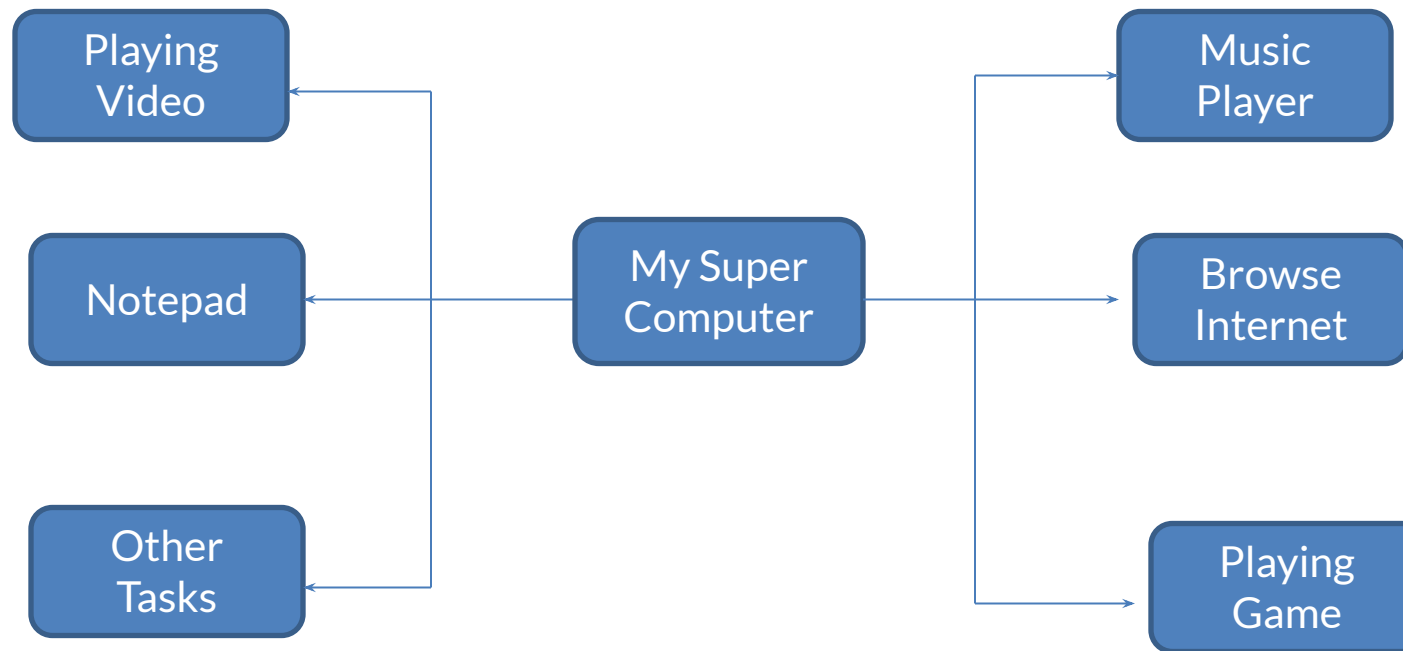 Playing
Video
Music
Player
Notepad
My Super
Computer
Browse
Internet
Other
Tasks
Playing
Game